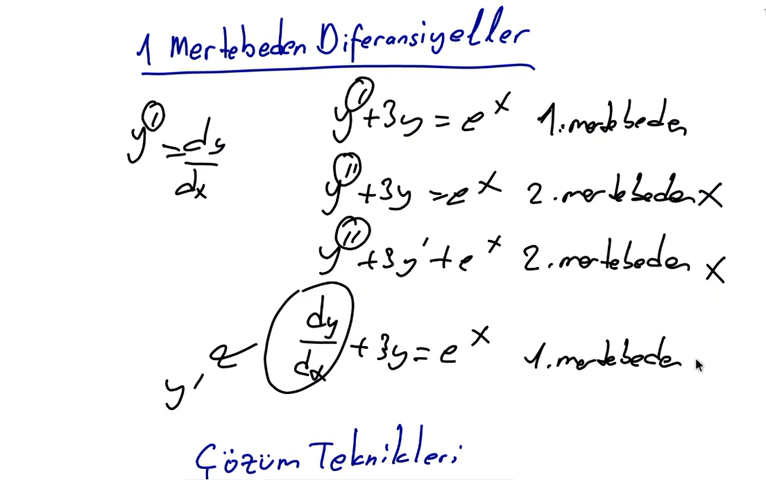 1 Mertebeden Diferansiyeller
y' = dy/dx
y' + 3y = e^x 1. mertebeden
y'' + 3y = e^x 2. mertebeden X
y'' + 3y' + e^x 2. mertebeden X
y' ← dy/dx + 3y = e^x 1. mertebeden
Çözüm Teknikleri